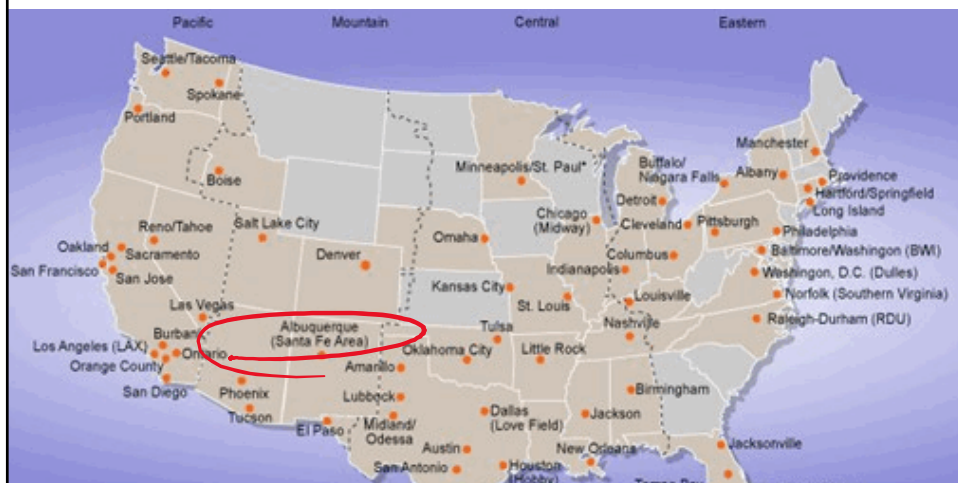 Pacific
Mountain
Central
Eastern
Seattle/Tacoma
Spokane
Portland
Boise
Minneapolis/St. Paul*
Buffalo/
Niagara Falls
Manchester
Albany
Providence
Hartford/Springfield
Long Island
Detroit
Chicago
(Midway)
Cleveland
Pittsburgh
Philadelphia
Reno/Tahoe
Salt Lake City
Omaha
Oakland
Sacramento
San Francisco
San Jose
Denver
Columbus
Indianapolis
Baltimore/Washington (BWI)
Washington, D.C. (Dulles)
Kansas City
St. Louis
Louisville
Norfolk (Southern Virginia)
Las Vegas
Burbank
Albuquerque
(Santa Fe Area)
Tulsa
Nashville
Raleigh-Durham (RDU)
Los Angeles (LAX)
Ontario
Orange County
Oklahoma City
Little Rock
Amarillo
San Diego
Phoenix
Lubbock
Birmingham
Tucson
El Paso
Midland/
Odessa
Dallas
(Love Field)
Jackson
Austin
New Orleans
Jacksonville
San Antonio
Houston
(Hobby)
Tampa Bay